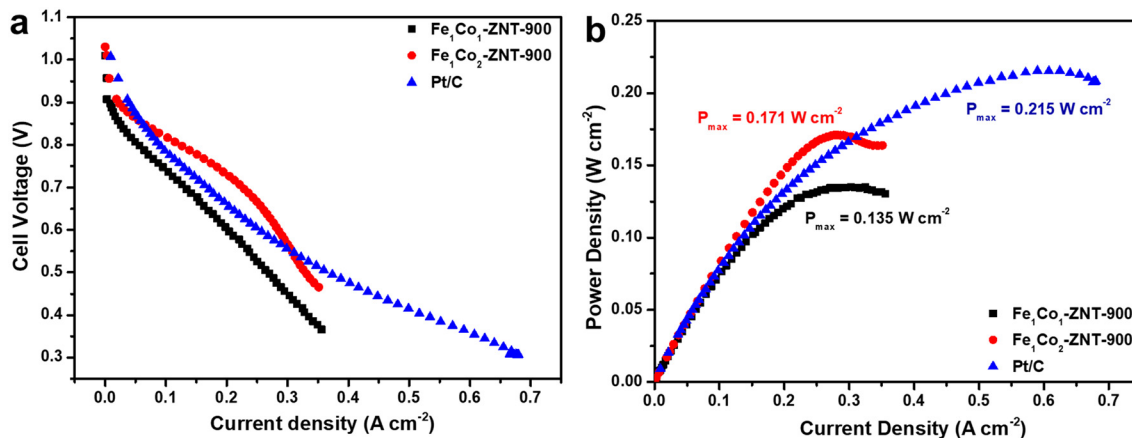 a
Cell Voltage (V)
1.1
1.0
0.9
0.8
0.7
0.6
0.5
0.4
0.3
0.0 0.1 0.2 0.3 0.4 0.5 0.6 0.7
Current density (A cm⁻²)
Fe₁Co₁-ZNT-900
Fe₁Co₂-ZNT-900
Pt/C
b
Power Density (W cm⁻²)
0.25
0.20
0.15
0.10
0.05
0.00
0.0 0.1 0.2 0.3 0.4 0.5 0.6 0.7
Current Density (A cm⁻²)
P_max = 0.171 W cm⁻²
P_max = 0.215 W cm⁻²
P_max = 0.135 W cm⁻²
Fe₁Co₁-ZNT-900
Fe₁Co₂-ZNT-900
Pt/C